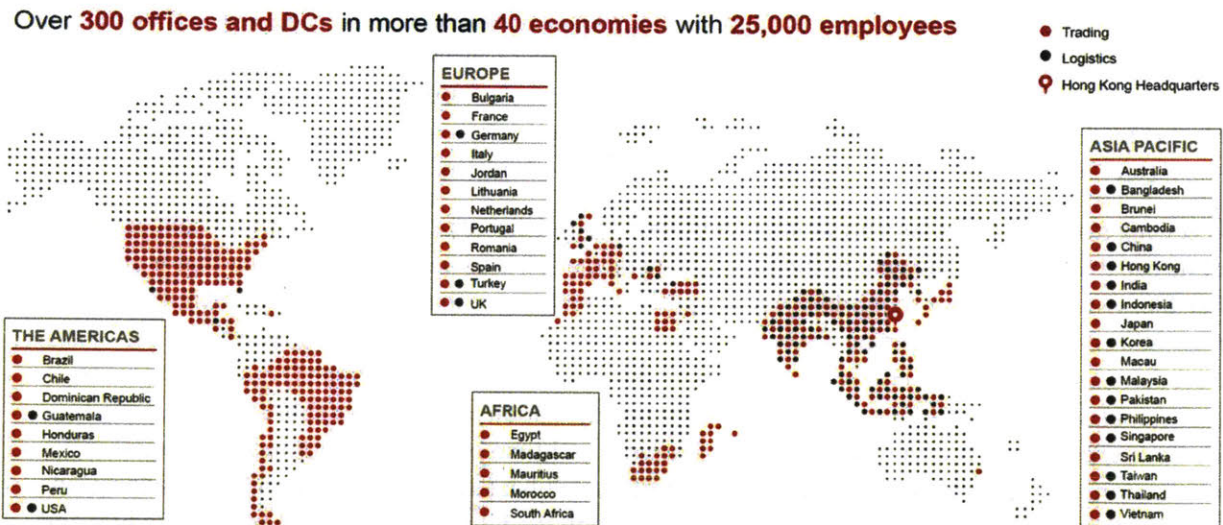 Over 300 offices and DCs in more than 40 economies with 25,000 employees
Trading
Logistics
Hong Kong Headquarters
EUROPE
Bulgaria
France
Germany
Italy
Jordan
Lithuania
Netherlands
Portugal
Romania
Spain
Turkey
UK
ASIA PACIFIC
Australia
Bangladesh
Brunei
Cambodia
China
Hong Kong
India
Indonesia
Japan
Korea
Macau
Malaysia
Pakistan
Philippines
Singapore
Sri Lanka
Taiwan
Thailand
Vietnam
THE AMERICAS
Brazil
Chile
Dominican Republic
Guatemala
Honduras
Mexico
Nicaragua
Peru
USA
AFRICA
Egypt
Madagascar
Mauritius
Morocco
South Africa